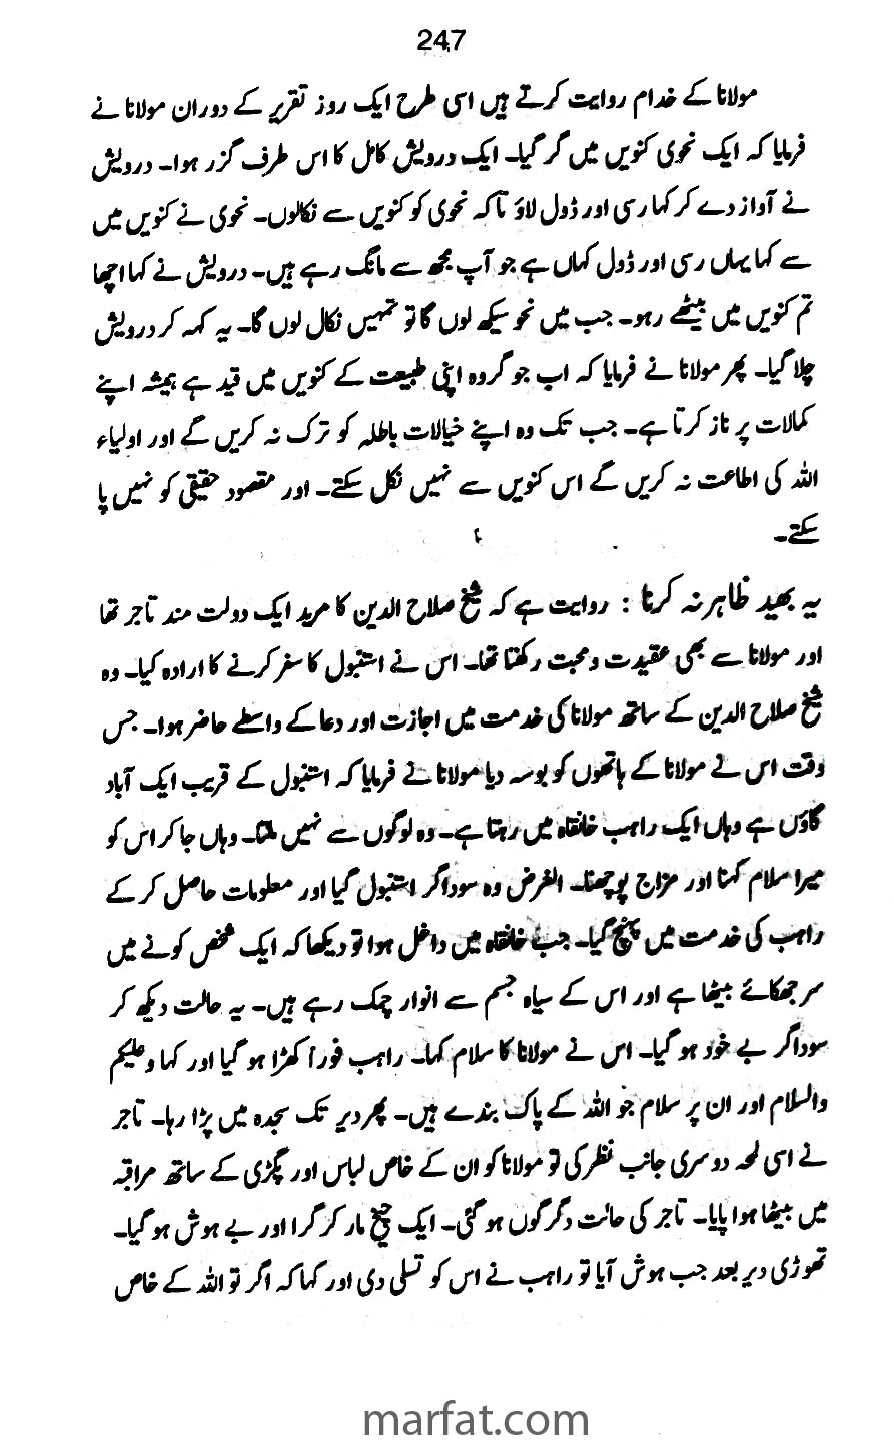 247
مولانا کے خدام روایت کرتے ہیں اسی طرح ایک روز تقریر کے دوران مولانا نے
فرمایا کہ ایک نحوی کنویں میں گر گیا۔ ایک درویش کامل کا اس طرف گزر ہوا۔ درویش
نے آواز دے کر کہا رسی اور ڈول لاؤ تاکہ نحوی کو کنویں سے نکالوں۔ نحوی نے کنویں میں
سے کہا یہاں رسی اور ڈول کہاں ہے جو آپ مجھ سے مانگ رہے ہیں۔ درویش نے کہا اچھا
تم کنویں میں بیٹھے رہو۔ جب میں نحو سیکھ لوں گا تو تمہیں نکال لوں گا۔ یہ کہہ کر درویش
چلا گیا۔ پھر مولانا نے فرمایا کہ اب جو گروہ اپنی طبیعت کے کنویں میں قید ہے ہمیشہ اپنے
کمالات پر ناز کرتا ہے۔ جب تک وہ اپنے خیالات باطلہ کو ترک نہ کریں گے اور اولیاء
اللہ کی اطاعت نہ کریں گے اس کنویں سے نہیں نکل سکتے۔ اور مقصود حقیقی کو نہیں پا
سکتے۔
یہ بھید ظاہر نہ کرنا : روایت ہے کہ شیخ صلاح الدین کا مرید ایک دولت مند تاجر تھا
اور مولانا سے بھی عقیدت و محبت رکھتا تھا۔ اس نے استنبول کا سفر کرنے کا ارادہ کیا۔ وہ
شیخ صلاح الدین کے ساتھ مولانا کی خدمت میں اجازت اور دعا کے واسطے حاضر ہوا۔ جس
وقت اس نے مولانا کے ہاتھوں کو بوسہ دیا مولانا نے فرمایا کہ استنبول کے قریب ایک آباد
گاؤں ہے وہاں ایک راہب خانقاہ میں رہتا ہے۔ وہ لوگوں سے نہیں ملتا۔ وہاں جا کر اس کو
میرا سلام کہنا اور مزاج پوچھنا۔ الغرض وہ سوداگر استنبول گیا اور معلومات حاصل کر کے
راہب کی خدمت میں پہنچ گیا۔ جب خانقاہ میں داخل ہوا تو دیکھا کہ ایک شخص کونے میں
سر جھکائے بیٹھا ہے اور اس کے سیاہ جسم سے انوار چمک رہے ہیں۔ یہ حالت دیکھ کر
سوداگر بے خود ہو گیا۔ اس نے مولانا کا سلام کہا۔ راہب فوراً کھڑا ہو گیا اور کہا وعلیکم
والسلام اور ان پر سلام جو اللہ کے پاک بندے ہیں۔ پھر دیر تک سجدہ میں پڑا رہا۔ تاجر
نے اسی لمحہ دوسری جانب نظر کی تو مولانا کو ان کے خاص لباس اور پگڑی کے ساتھ مراقبہ
میں بیٹھا ہوا پایا۔ تاجر کی حالت دگرگوں ہو گئی۔ ایک چیخ مار کر گرا اور بے ہوش ہو گیا۔
تھوڑی دیر بعد جب ہوش آیا تو راہب نے اس کو تسلی دی اور کہا کہ اگر تو اللہ کے خاص
marfat.com